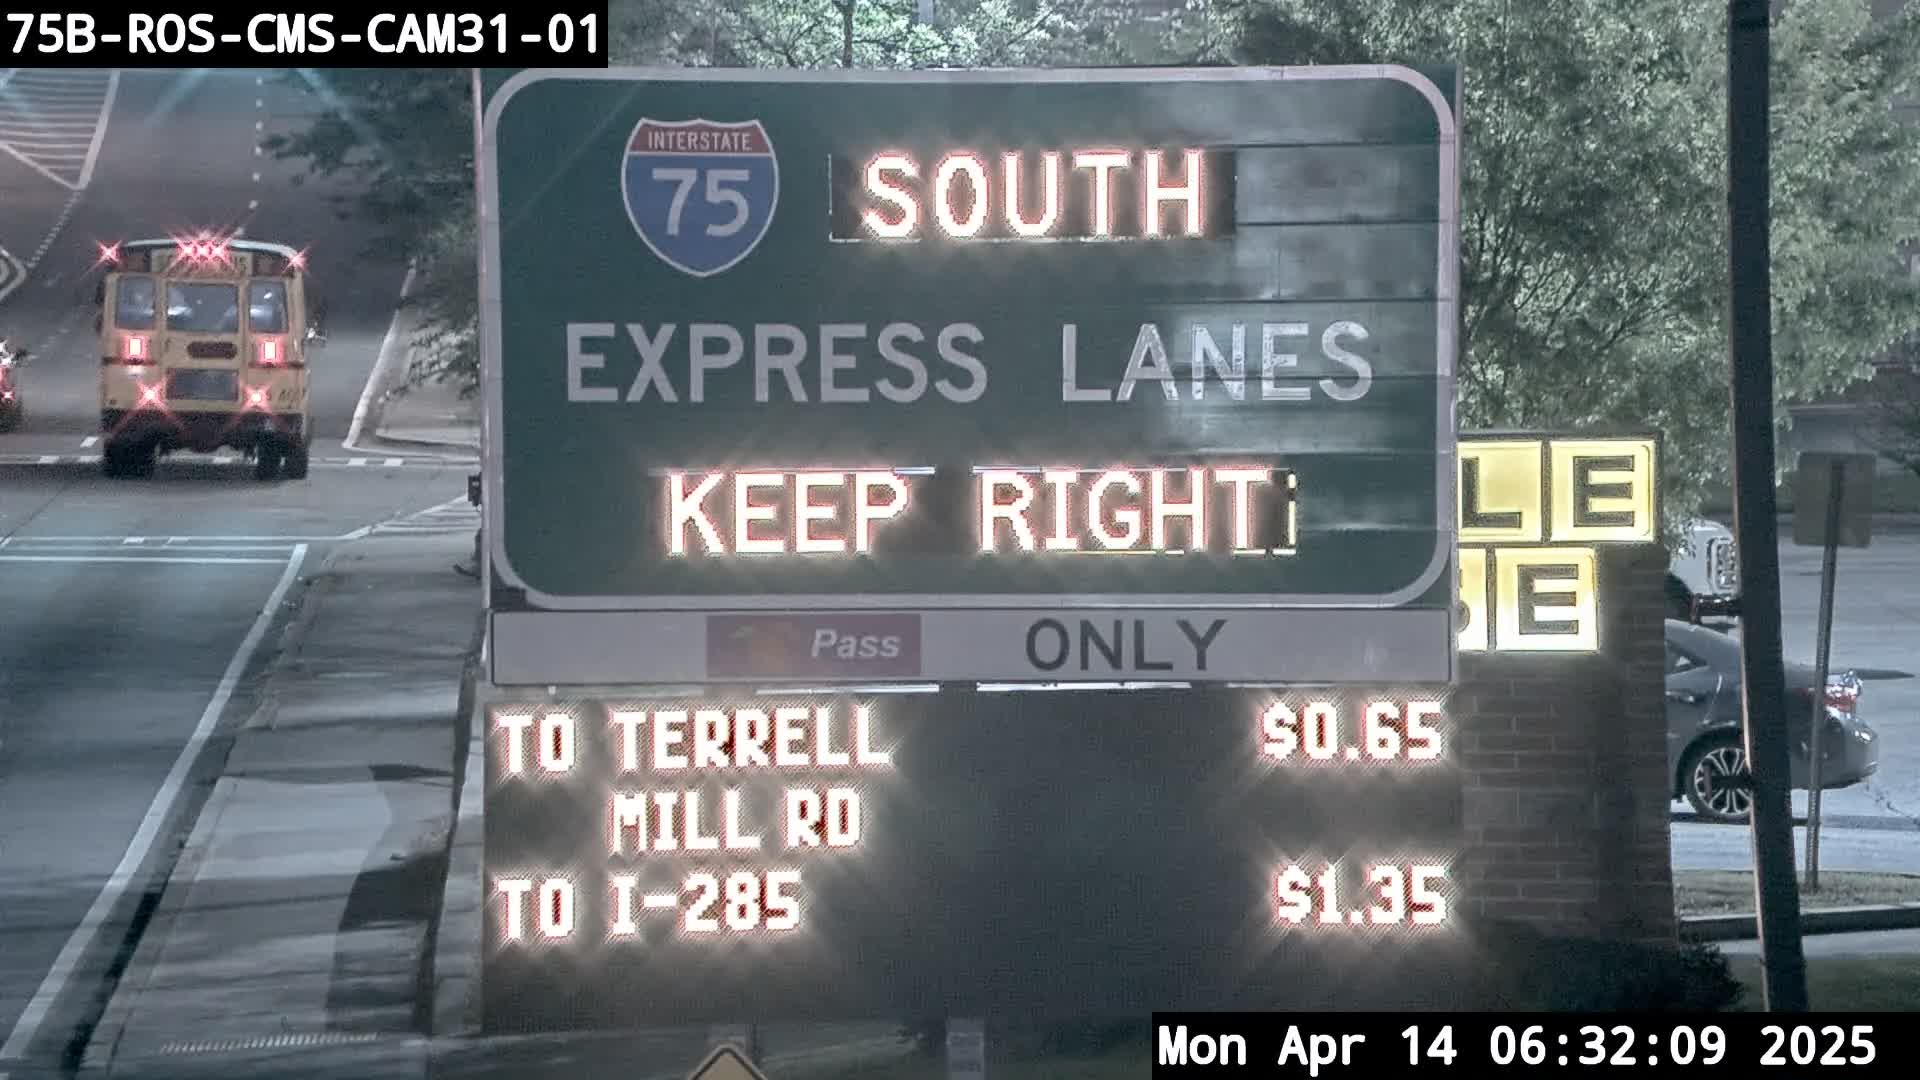 75B-ROS-CMS-CAM31-01
INTERSTATE
75
SOUTH
EXPRESS LANES
KEEP RIGHT
Pass ONLY
TO TERRELL $0.65
MILL RD
TO I-285 $1.35
LE
E
Mon Apr 14 06:32:09 2025